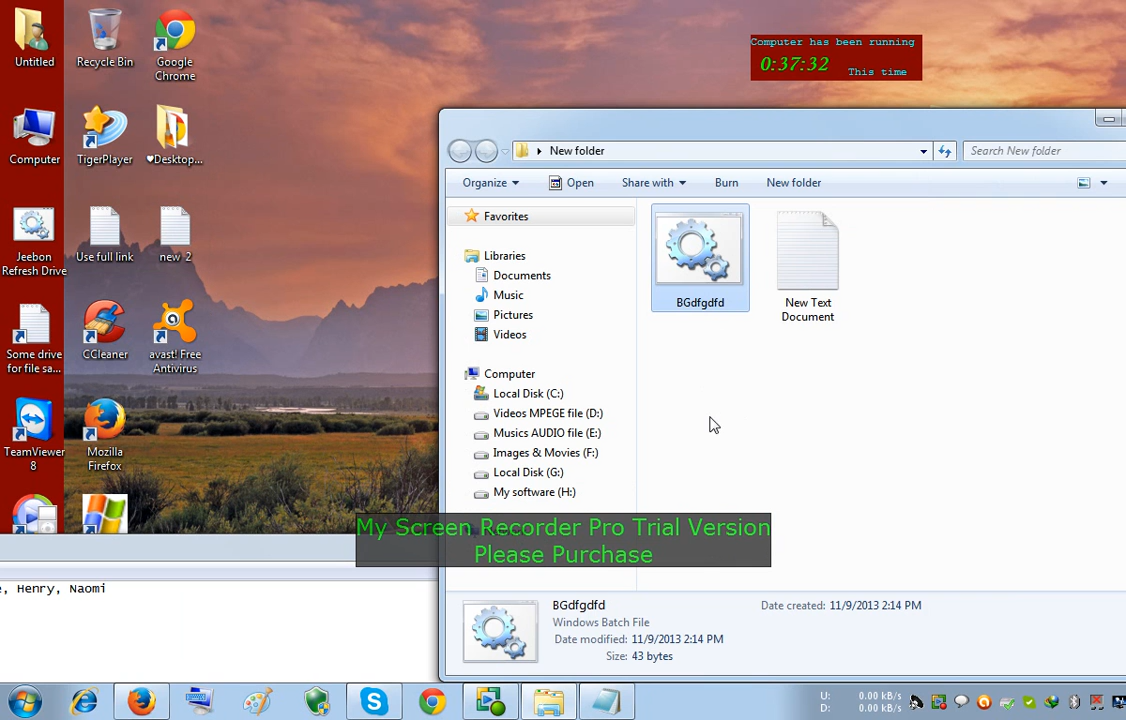 Untitled
Recycle Bin
Google
Chrome
Computer
TigerPlayer
♥Desktop...
Jeebon
Refresh Drive
Use full link
new 2
Some drive
for file sa...
CCleaner
avast! Free
Antivirus
TeamViewer
8
Mozilla
Firefox
Computer has been running
0:37:32
This time
New folder
Search New folder
Organize
Open
Share with
Burn
New folder
Favorites
Libraries
Documents
Music
Pictures
Videos
Computer
Local Disk (C:)
Videos MPEGE file (D:)
Musics AUDIO file (E:)
Images & Movies (F:)
Local Disk (G:)
My software (H:)
BGdfgdfd
New Text
Document
My Screen Recorder Pro Trial Version
Please Purchase
, Henry, Naomi
BGdfgdfd
Windows Batch File
Date modified: 11/9/2013 2:14 PM
Size: 43 bytes
Date created: 11/9/2013 2:14 PM
U: 0.00 kB/s
D: 0.00 kB/s